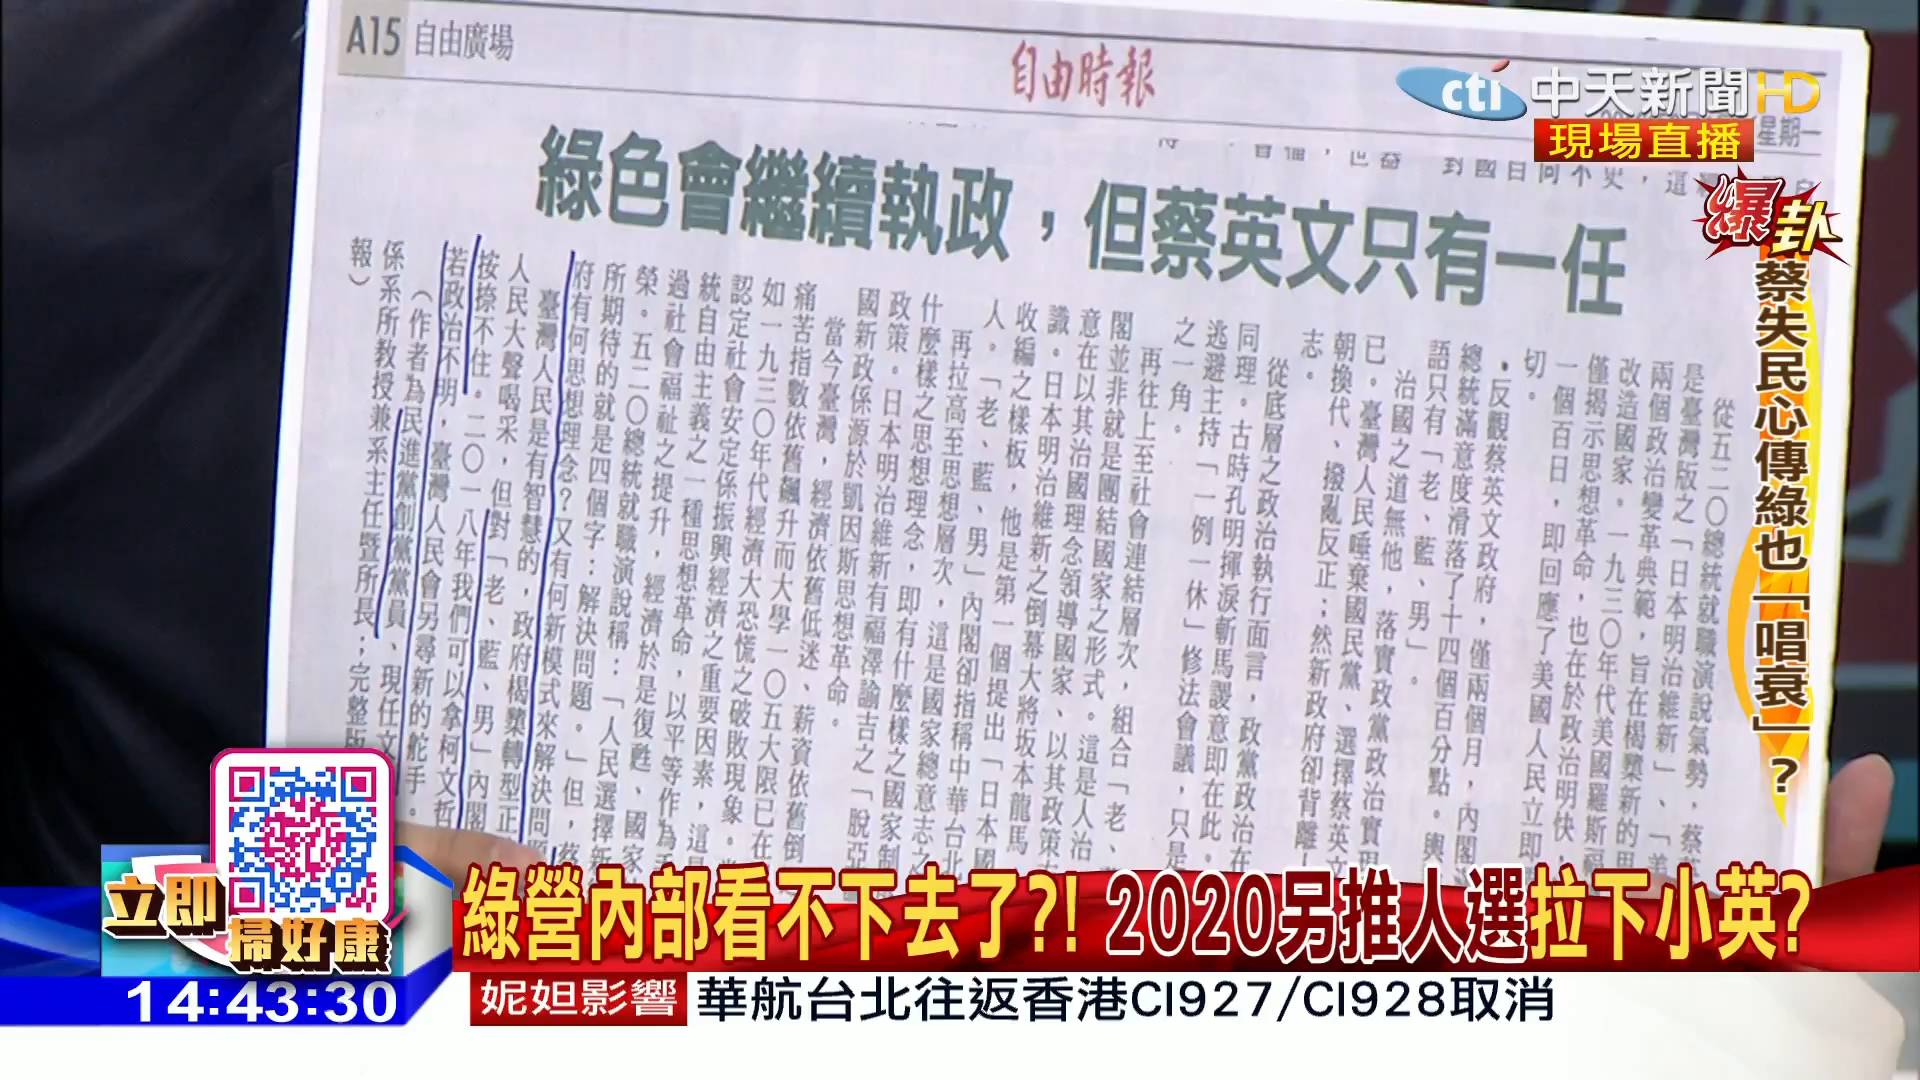 A15 自由廣場
自由時報
星期一
cti 中天新聞HD
現場直播
綠色會繼續執政，但蔡英文只有一任
從五二〇總統就職演說氣勢，蔡英
是臺灣版之「日本明治維新」、「美
兩個政治變革典範，旨在楬櫫新的思
改造國家。一九三〇年代美國羅斯福
僅揭示思想革命，也在於政治明快，
一個百日，即回應了美國人民立即
切。
反觀蔡英文政府，僅兩個月，內閣
總統滿意度滑落了十四個百分點。輿
語只有「老、藍、男」。
治國之道無他，落實政黨政治實現
已。臺灣人民唾棄國民黨、選擇蔡英文
朝換代、撥亂反正；然新政府卻背離
志。
從底層之政治執行面言，政黨政治在
同理。古時孔明揮淚斬馬謖意即在此。
逃避主持「一例一休」修法會議，只是
之一角。
再往上至社會連結層次，組合「老、
閣並非就是團結國家之形式。這是人治
意在以其治國理念領導國家、以其政策
識。日本明治維新之倒幕大將坂本龍馬
收編之樣板，他是第一個提出「日本國
人。「老、藍、男」內閣卻指稱中華台北
再拉高至思想層次，這是國家總意志之
什麼樣之思想理念，即有什麼樣之國家制
政策。日本明治維新有福澤諭吉之「脫亞
國新政係源於凱因斯思想革命。
當今臺灣，經濟依舊低迷、薪資依舊倒
痛苦指數依舊飆升而大學一〇五大限已在
如一九三〇年代經濟大恐慌之破敗現象。
認定社會安定係振興經濟之重要因素，這是
統自由主義之一種思想革命，以平等作為
過社會福祉之提升，經濟於是復甦、國家
榮。五二〇總統就職演說稱：「人民選擇新
所期待的就是四個字：解決問題。」但，蔡
府有何思想理念？又有何新模式來解決問題
臺灣人民是有智慧的，政府楬櫫轉型正
人民大聲喝采，但對「老、藍、男」內閣
按捺不住。二〇一八年我們可以拿柯文哲
若政治不明，臺灣人民會另尋新的舵手。
（作者為民進黨創黨黨員、現任文
係系所教授兼系主任暨所長；完整版
報）
爆卦
蔡失民心傳綠也「唱衰」？
立即
掃好康
綠營內部看不下去了?! 2020另推人選拉下小英?
14:43:30
妮妲影響 華航台北往返香港CI927/CI928取消